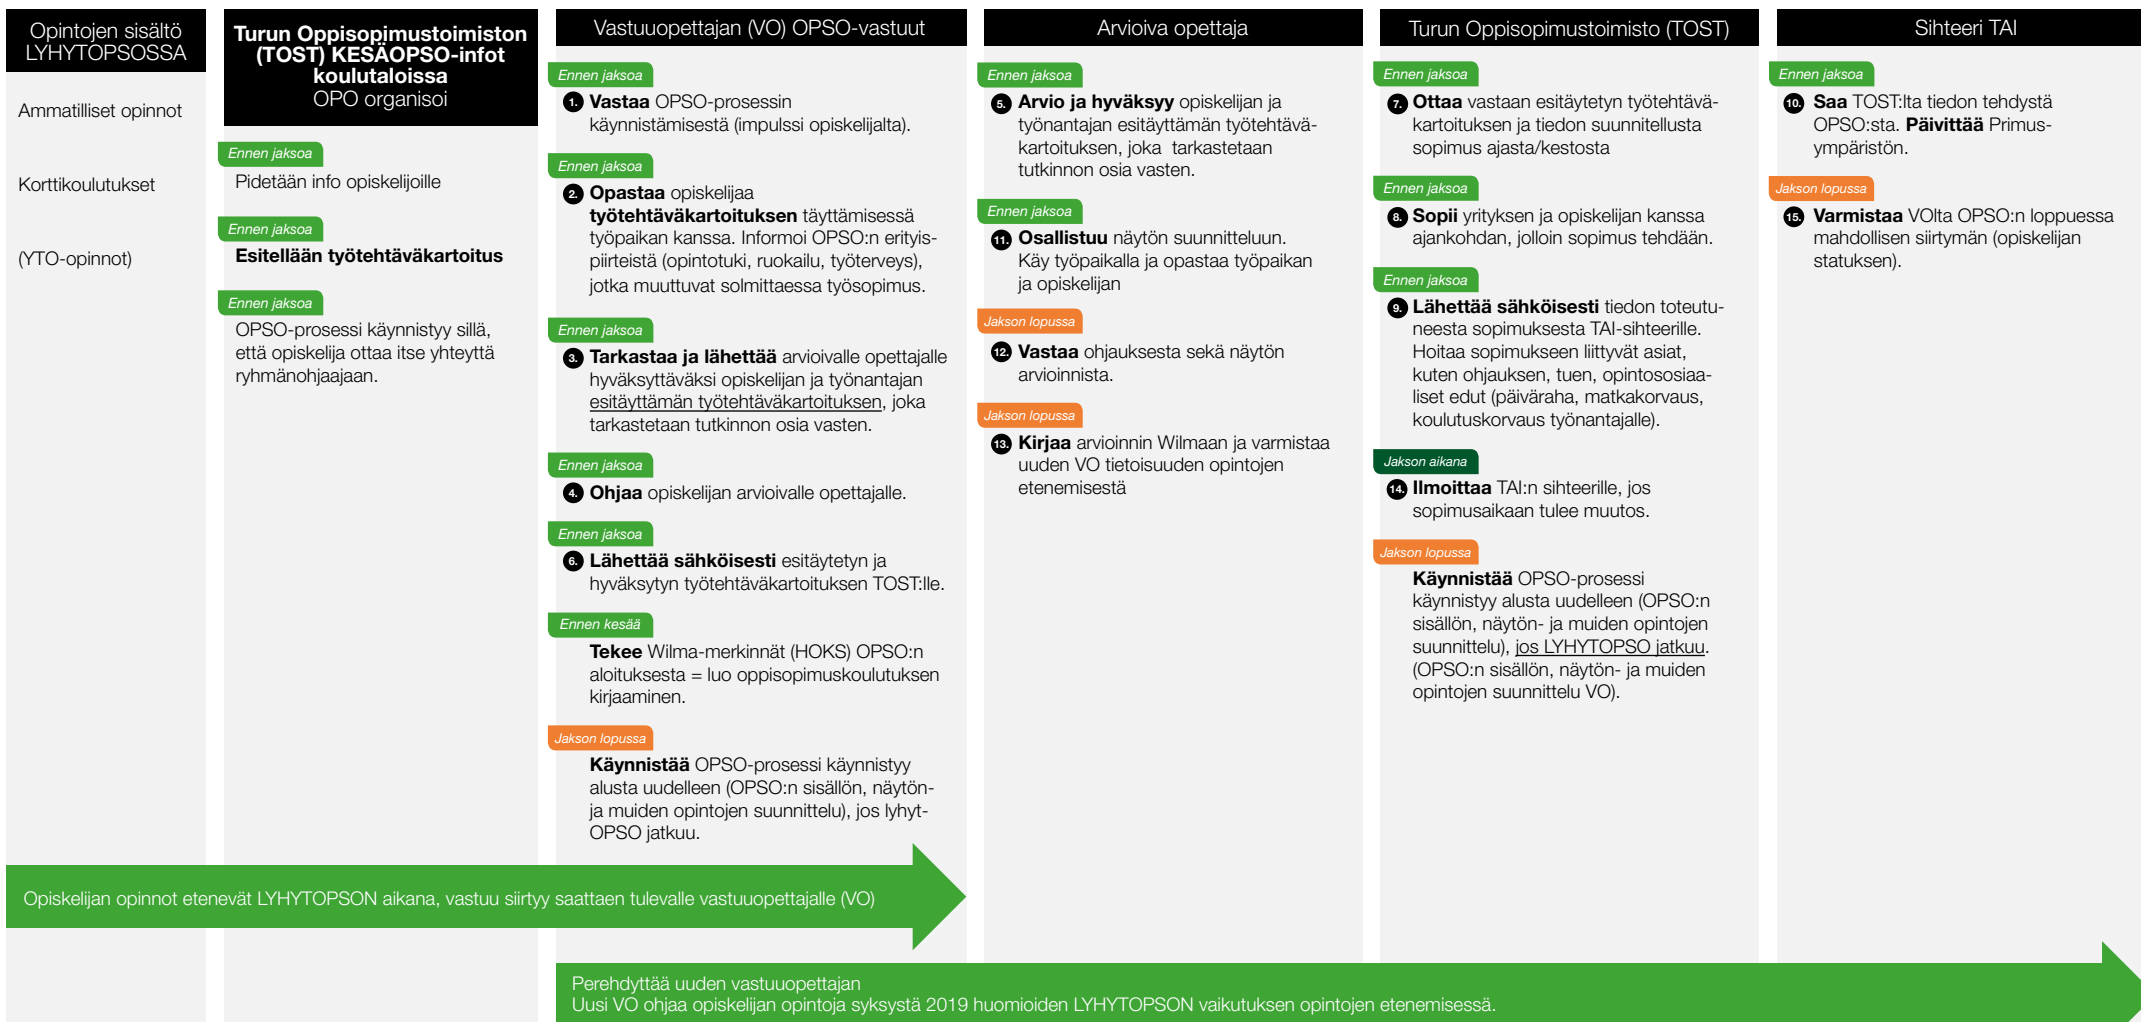 Opintojen sisältö
LYHYTOPSOSSA
Ammatilliset opinnot
Korttikoulutukset
(YTO-opinnot)
Turun Oppisopimustoimiston
(TOST) KESÄOPSO-infot
koulutaloissa
OPO organisoi
Ennen jaksoa
Pidetään info opiskelijoille
Ennen jaksoa
Esitellään työtehtäväkartoitus
Ennen jaksoa
OPSO-prosessi käynnistyy sillä,
että opiskelija ottaa itse yhteyttä
ryhmänohjaajaan.
Vastuuopettajan (VO) OPSO-vastuut
Ennen jaksoa
1. Vastaa OPSO-prosessin
käynnistämisestä (impulssi opiskelijalta).
Ennen jaksoa
2. Opastaa opiskelijaa
työtehtäväkartoituksen täyttämisessä
työpaikan kanssa. Informoi OPSO:n erityis-
piirteistä (opintotuki, ruokailu, työterveys),
jotka muuttuvat solmittaessa työsopimus.
Ennen jaksoa
3. Tarkastaa ja lähettää arvioivalle opettajalle
hyväksyttäväksi opiskelijan ja työnantajan
esitäyttämän työtehtäväkartoituksen, joka
tarkastetaan tutkinnon osia vasten.
Ennen jaksoa
4. Ohjaa opiskelijan arvioivalle opettajalle.
Ennen jaksoa
6. Lähettää sähköisesti esitäytetyn ja
hyväksytyn työtehtäväkartoituksen TOST:lle.
Ennen kesää
Tekee Wilma-merkinnät (HOKS) OPSO:n
aloituksesta = luo oppisopimuskoulutuksen
kirjaaminen.
Jakson lopussa
Käynnistää OPSO-prosessi käynnistyy
alusta uudelleen (OPSO:n sisällön, näytön-
ja muiden opintojen suunnittelu), jos lyhyt-
OPSO jatkuu.
Arvioiva opettaja
Ennen jaksoa
5. Arvio ja hyväksyy opiskelijan ja
työnantajan esitäyttämän työtehtävä-
kartoituksen, joka tarkastetaan
tutkinnon osia vasten.
Ennen jaksoa
11. Osallistuu näytön suunnitteluun.
Käy työpaikalla ja opastaa työpaikan
ja opiskelijan
Jakson lopussa
12. Vastaa ohjauksesta sekä näytön
arvioinnista.
Jakson lopussa
13. Kirjaa arvioinnin Wilmaan ja varmistaa
uuden VO tietoisuuden opintojen
etenemisestä
Turun Oppisopimustoimisto (TOST)
Ennen jaksoa
7. Ottaa vastaan esitäytetyn työtehtävä-
kartoituksen ja tiedon suunnitellusta
sopimus ajasta/kestosta
Ennen jaksoa
8. Sopii yrityksen ja opiskelijan kanssa
ajankohdan, jolloin sopimus tehdään.
Ennen jaksoa
9. Lähettää sähköisesti tiedon toteutu-
neesta sopimuksesta TAI-sihteerille.
Hoitaa sopimukseen liittyvät asiat,
kuten ohjauksen, tuen, opintososiaa-
liset edut (päiväraha, matkakorvaus,
koulutuskorvaus työnantajalle).
Jakson aikana
14. Ilmoittaa TAI:n sihteerille, jos
sopimusaikaan tulee muutos.
Jakson lopussa
Käynnistää OPSO-prosessi
käynnistyy alusta uudelleen (OPSO:n
sisällön, näytön- ja muiden opintojen
suunnittelu), jos LYHYTOPSO jatkuu.
(OPSO:n sisällön, näytön- ja muiden
opintojen suunnittelu VO).
Sihteeri TAI
Ennen jaksoa
10. Saa TOST:lta tiedon tehdystä
OPSO:sta. Päivittää Primus-
ympäristön.
Jakson lopussa
15. Varmistaa VOlta OPSO:n loppuessa
mahdollisen siirtymän (opiskelijan
statuksen).
Opiskelijan opinnot etenevät LYHYTOPSON aikana, vastuu siirtyy saattaen tulevalle vastuuopettajalle (VO)
Perehdyttää uuden vastuuopettajan
Uusi VO ohjaa opiskelijan opintoja syksystä 2019 huomioiden LYHYTOPSON vaikutuksen opintojen etenemisessä.